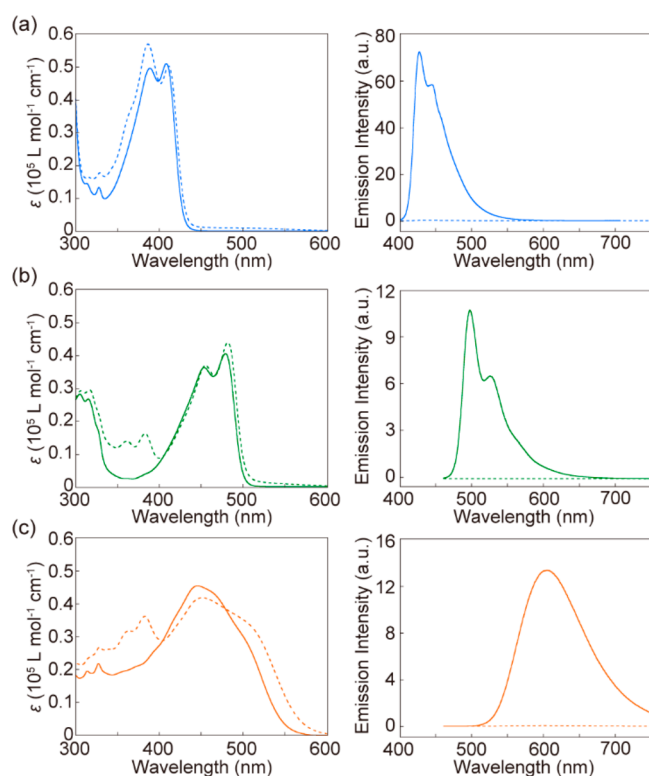 (a)
ε (10⁵ L mol⁻¹ cm⁻¹)
0.6
0.5
0.4
0.3
0.2
0.1
0
300 400 500 600
Wavelength (nm)
Emission Intensity (a.u.)
80
60
40
20
0
400 500 600 700
Wavelength (nm)
(b)
ε (10⁵ L mol⁻¹ cm⁻¹)
0.6
0.5
0.4
0.3
0.2
0.1
0
300 400 500 600
Wavelength (nm)
Emission Intensity (a.u.)
12
9
6
3
0
400 500 600 700
Wavelength (nm)
(c)
ε (10⁵ L mol⁻¹ cm⁻¹)
0.6
0.5
0.4
0.3
0.2
0.1
0
300 400 500 600
Wavelength (nm)
Emission Intensity (a.u.)
16
12
8
4
0
400 500 600 700
Wavelength (nm)